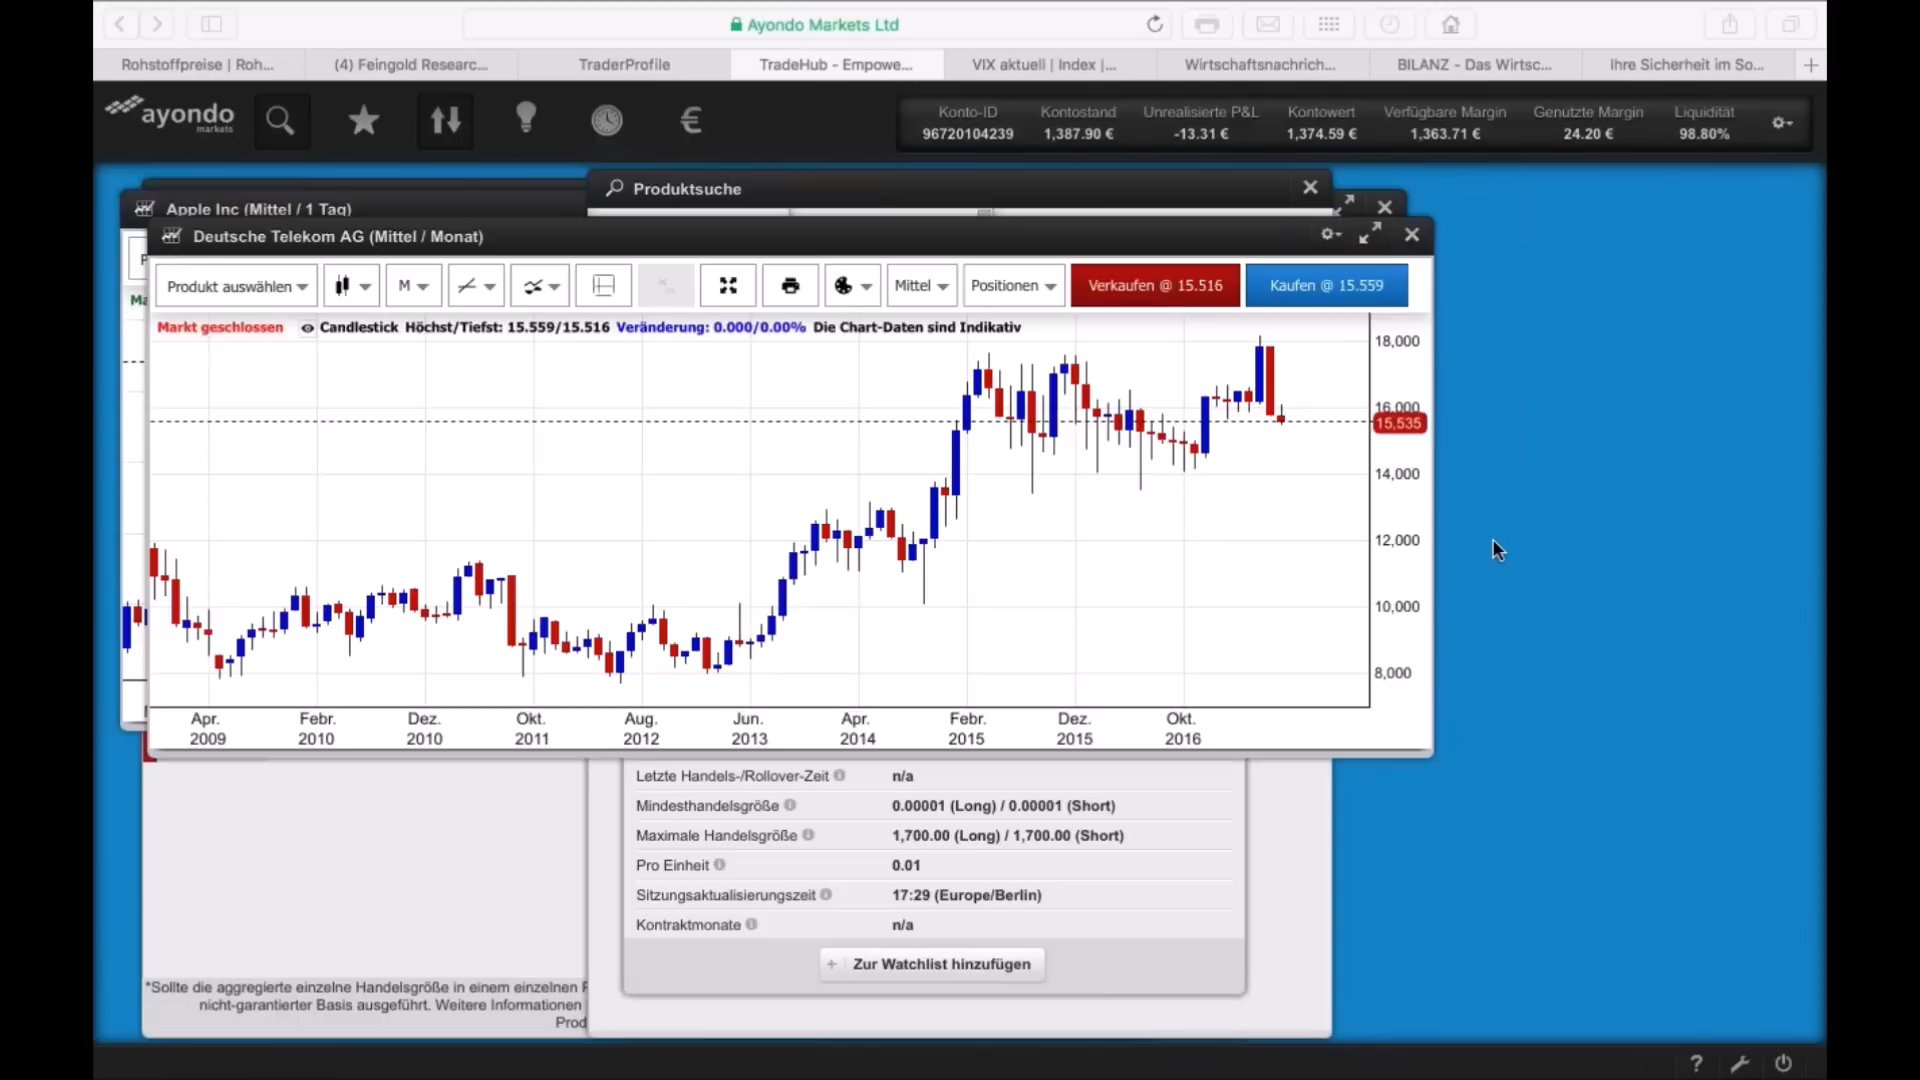 Ayondo Markets Ltd
Rohstoffpreise | Roh...
(4) Feingold Researc...
TraderProfile
TradeHub - Empowe...
VIX aktuell | Index |...
Wirtschaftsnachrich...
BILANZ - Das Wirtsc...
Ihre Sicherheit im So...
ayondo
markets
Konto-ID
96720104239
Kontostand
1,387.90 €
Unrealisierte P&L
-13.31 €
Kontowert
1,374.59 €
Verfügbare Margin
1,363.71 €
Genutzte Margin
24.20 €
Liquidität
98.80%
Produktsuche
Apple Inc (Mittel / 1 Tag)
Deutsche Telekom AG (Mittel / Monat)
Produkt auswählen
M
Mittel
Positionen
Verkaufen @ 15.516
Kaufen @ 15.559
Markt geschlossen
Candlestick Höchst/Tiefst: 15.559/15.516 Veränderung: 0.000/0.00% Die Chart-Daten sind Indikativ
18,000
16,000
15,535
14,000
12,000
10,000
8,000
Apr.
2009
Febr.
2010
Dez.
2010
Okt.
2011
Aug.
2012
Jun.
2013
Apr.
2014
Febr.
2015
Dez.
2015
Okt.
2016
Letzte Handels-/Rollover-Zeit n/a
Mindesthandelsgröße 0.00001 (Long) / 0.00001 (Short)
Maximale Handelsgröße 1,700.00 (Long) / 1,700.00 (Short)
Pro Einheit 0.01
Sitzungsaktualisierungszeit 17:29 (Europe/Berlin)
Kontraktmonate n/a
+ Zur Watchlist hinzufügen
*Sollte die aggregierte einzelne Handelsgröße in einem einzelnen
nicht-garantierter Basis ausgeführt. Weitere Informationen
Prod
?